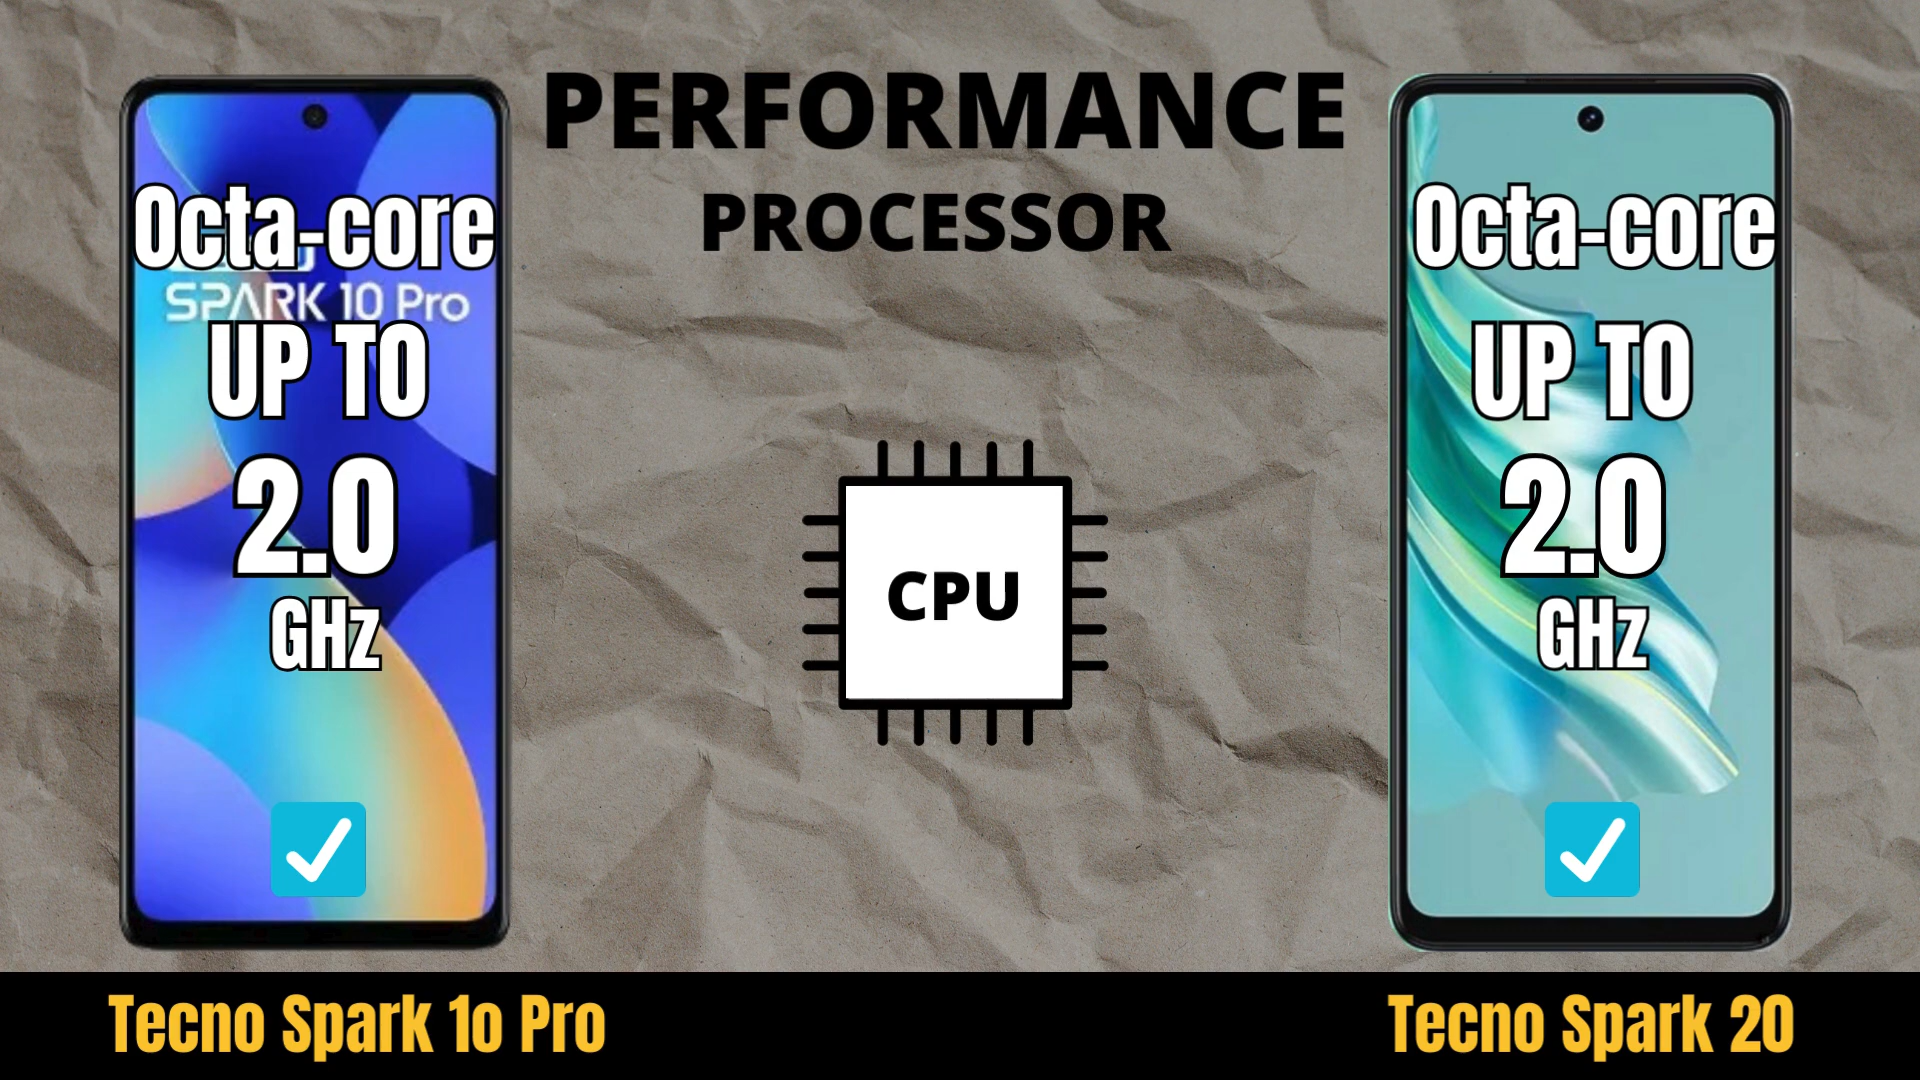 PERFORMANCE
PROCESSOR
Octa-core
SPARK 10 Pro
UP TO
2.0
GHz
CPU
Octa-core
UP TO
2.0
GHz
Tecno Spark 1o Pro
Tecno Spark 20